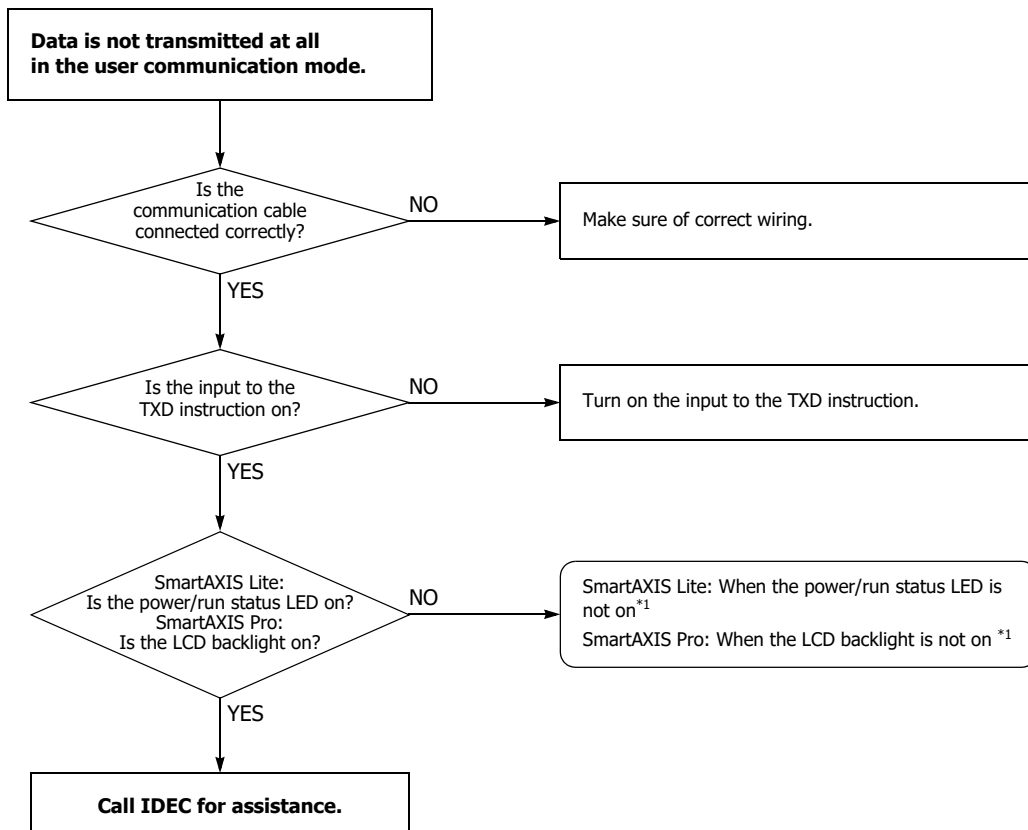 Data is not transmitted at all
in the user communication mode.
Is the
communication cable
connected correctly?
NO
Make sure of correct wiring.
YES
Is the input to the
TXD instruction on?
NO
Turn on the input to the TXD instruction.
YES
SmartAXIS Lite:
Is the power/run status LED on?
SmartAXIS Pro:
Is the LCD backlight on?
NO
SmartAXIS Lite: When the power/run status LED is
not on*1
SmartAXIS Pro: When the LCD backlight is not on *1
YES
Call IDEC for assistance.